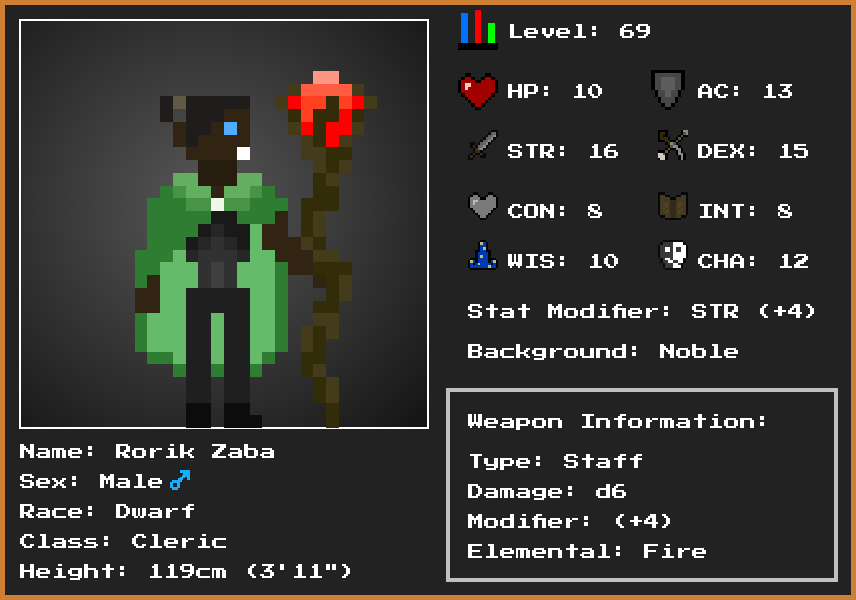 Level: 69
HP: 10 AC: 13
STR: 16 DEX: 15
CON: 8 INT: 8
WIS: 10 CHA: 12
Stat Modifier: STR (+4)
Background: Noble
Weapon Information:
Type: Staff
Damage: d6
Modifier: (+4)
Elemental: Fire
Name: Rorik Zaba
Sex: Male♂
Race: Dwarf
Class: Cleric
Height: 119cm (3'11")